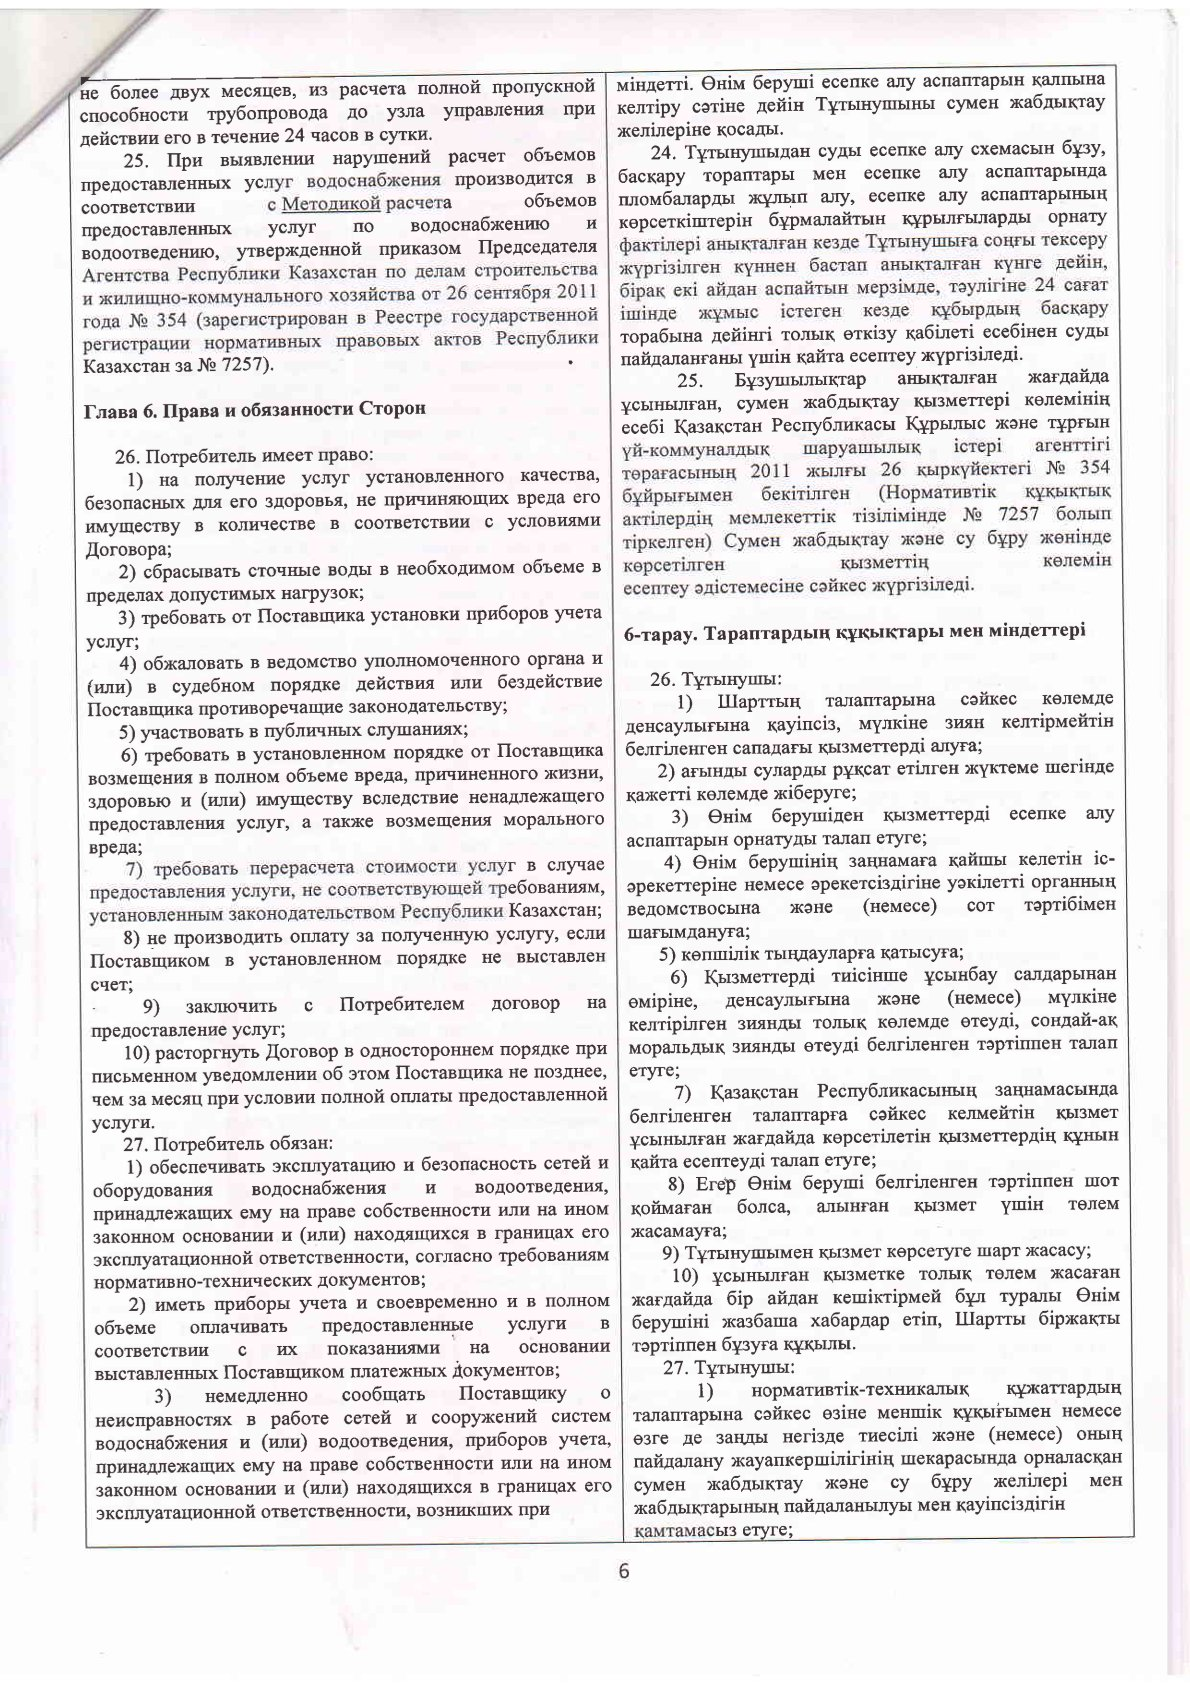 не более двух месяцев, из расчета полной пропускной
способности трубопровода до узла управления при
действии его в течение 24 часов в сутки.
25. При выявлении нарушений расчет объемов
предоставленных услуг водоснабжения производится в
соответствии с Методикой расчета объемов
предоставленных услуг по водоснабжению и
водоотведению, утвержденной приказом Председателя
Агентства Республики Казахстан по делам строительства
и жилищно-коммунального хозяйства от 26 сентября 2011
года № 354 (зарегистрирован в Реестре государственной
регистрации нормативных правовых актов Республики
Казахстан за № 7257).
Глава 6. Права и обязанности Сторон
26. Потребитель имеет право:
1) на получение услуг установленного качества,
безопасных для его здоровья, не причиняющих вреда его
имуществу в количестве в соответствии с условиями
Договора;
2) сбрасывать сточные воды в необходимом объеме в
пределах допустимых нагрузок;
3) требовать от Поставщика установки приборов учета
услуг;
4) обжаловать в ведомство уполномоченного органа и
(или) в судебном порядке действия или бездействие
Поставщика противоречащие законодательству;
5) участвовать в публичных слушаниях;
6) требовать в установленном порядке от Поставщика
возмещения в полном объеме вреда, причиненного жизни,
здоровью и (или) имуществу вследствие ненадлежащего
предоставления услуг, а также возмещения морального
вреда;
7) требовать перерасчета стоимости услуг в случае
предоставления услуги, не соответствующей требованиям,
установленным законодательством Республики Казахстан;
8) не производить оплату за полученную услугу, если
Поставщиком в установленном порядке не выставлен
счет;
9) заключить с Потребителем договор на
предоставление услуг;
10) расторгнуть Договор в одностороннем порядке при
письменном уведомлении об этом Поставщика не позднее,
чем за месяц при условии полной оплаты предоставленной
услуги.
27. Потребитель обязан:
1) обеспечивать эксплуатацию и безопасность сетей и
оборудования водоснабжения и водоотведения,
принадлежащих ему на праве собственности или на ином
законном основании и (или) находящихся в границах его
эксплуатационной ответственности, согласно требованиям
нормативно-технических документов;
2) иметь приборы учета и своевременно и в полном
объеме оплачивать предоставленные услуги в
соответствии с их показаниями на основании
выставленных Поставщиком платежных документов;
3) немедленно сообщать Поставщику о
неисправностях в работе сетей и сооружений систем
водоснабжения и (или) водоотведения, приборов учета,
принадлежащих ему на праве собственности или на ином
законном основании и (или) находящихся в границах его
эксплуатационной ответственности, возникших при
міндетті. Өнім беруші есепке алу аспаптарын қалпына
келтіру сәтіне дейін Тұтынушыны сумен жабдықтау
желілеріне қосады.
24. Тұтынушыдан суды есепке алу схемасын бұзу,
басқару тораптары мен есепке алу аспаптарында
пломбаларды жұлып алу, есепке алу аспаптарының
көрсеткіштерін бұрмалайтын құрылғыларды орнату
фактілері анықталған кезде Тұтынушыға соңғы тексеру
жүргізілген күннен бастап анықталған күнге дейін,
бірақ екі айдан аспайтын мерзімде, тәулігіне 24 сағат
ішінде жұмыс істеген кезде құбырдың басқару
торабына дейінгі толық өткізу қабілеті есебінен суды
пайдаланғаны үшін қайта есептеу жүргізіледі.
25. Бұзушылықтар анықталған жағдайда
ұсынылған, сумен жабдықтау қызметтері көлемінің
есебі Қазақстан Республикасы Құрылыс және тұрғын
үй-коммуналдық шаруашылық істері агенттігі
төрағасының 2011 жылғы 26 қыркүйектегі № 354
бұйрығымен бекітілген (Нормативтік құқықтық
актілердің мемлекеттік тізілімінде № 7257 болып
тіркелген) Сумен жабдықтау және су бұру жөнінде
көрсетілген қызметтің көлемін
есептеу әдістемесіне сәйкес жүргізіледі.
6-тарау. Тараптардың құқықтары мен міндеттері
26. Тұтынушы:
1) Шарттың талаптарына сәйкес көлемде
денсаулығына қауіпсіз, мүлкіне зиян келтірмейтін
белгіленген сападағы қызметтерді алуға;
2) ағынды суларды рұқсат етілген жүктеме шегінде
қажетті көлемде жіберуге;
3) Өнім берушіден қызметтерді есепке алу
аспаптарын орнатуды талап етуге;
4) Өнім берушінің заңнамаға қайшы келетін іс-
әрекеттеріне немесе әрекетсіздігіне уәкілетті органның
ведомствосына және (немесе) сот тәртібімен
шағымдануға;
5) көпшілік тыңдауларға қатысуға;
6) Қызметтерді тиісінше ұсынбау салдарынан
өміріне, денсаулығына және (немесе) мүлкіне
келтірілген зиянды толық көлемде өтеуді, сондай-ақ
моральдық зиянды өтеуді белгіленген тәртіппен талап
етуге;
7) Қазақстан Республикасының заңнамасында
белгіленген талаптарға сәйкес келмейтін қызмет
ұсынылған жағдайда көрсетілетін қызметтердің құнын
қайта есептеуді талап етуге;
8) Егер Өнім беруші белгіленген тәртіппен шот
қоймаған болса, алынған қызмет үшін төлем
жасамауға;
9) Тұтынушымен қызмет көрсетуге шарт жасасу;
10) ұсынылған қызметке толық төлем жасаған
жағдайда бір айдан кешіктірмей бұл туралы Өнім
берушіні жазбаша хабардар етіп, Шартты біржақты
тәртіппен бұзуға құқылы.
27. Тұтынушы:
1) нормативтік-техникалық құжаттардың
талаптарына сәйкес өзіне меншік құқығымен немесе
өзге де заңды негізде тиесілі және (немесе) оның
пайдалану жауапкершілігінің шекарасында орналасқан
сумен жабдықтау және су бұру желілері мен
жабдықтарының пайдаланылуы мен қауіпсіздігін
қамтамасыз етуге;
6